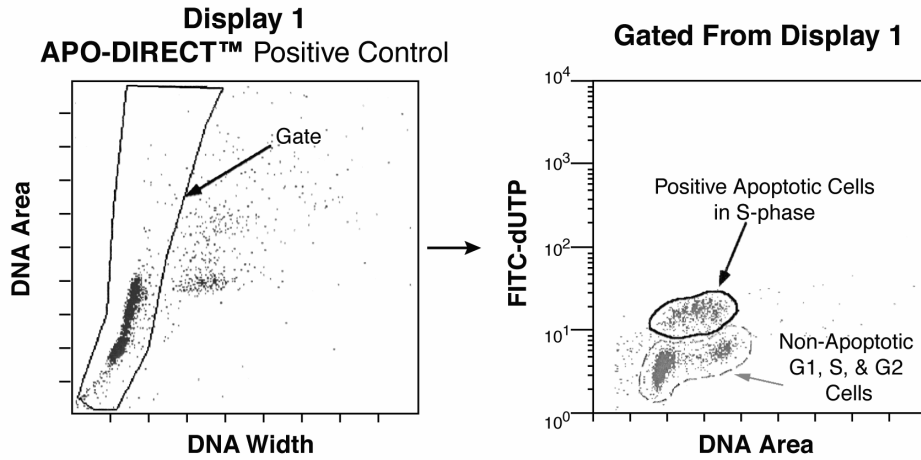 Display 1
APO-DIRECT™ Positive Control
Gate
DNA Area
DNA Width
Gated From Display 1
10⁴
10³
10²
10¹
10⁰
FITC-dUTP
Positive Apoptotic Cells
in S-phase
Non-Apoptotic
G1, S, & G2
Cells
DNA Area